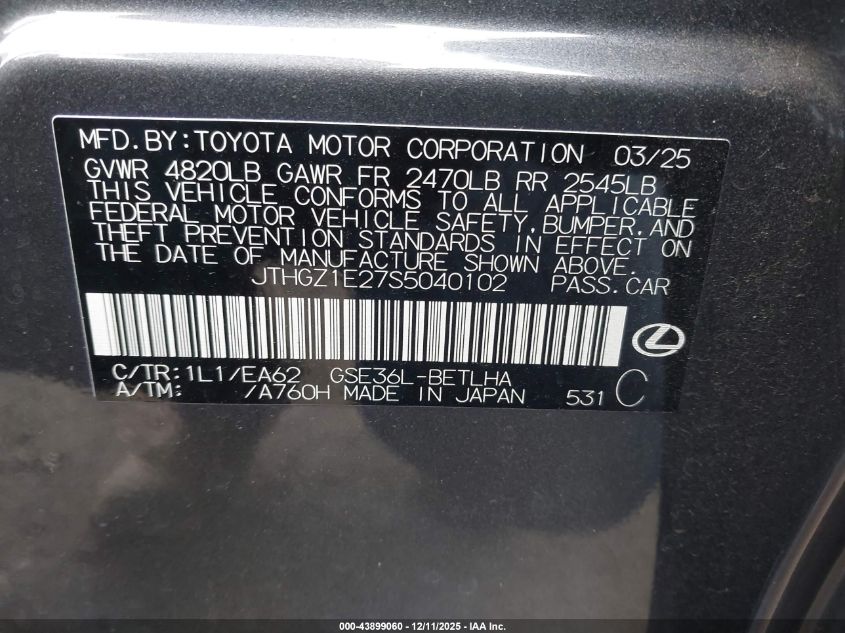 MFD.BY:TOYOTA MOTOR CORPORATION 03/25
GVWR 4820LB GAWR FR 2470LB RR 2545LB
THIS VEHICLE CONFORMS TO ALL APPLICABLE
FEDERAL MOTOR VEHICLE SAFETY,BUMPER,AND
THEFT PREVENTION STANDARDS IN EFFECT ON
THE DATE OF MANUFACTURE SHOWN ABOVE.
JTHGZ1E27S5040102 PASS.CAR
C/TR:1L1/EA62 GSE36L-BETLHA
A/TM: /A760H MADE IN JAPAN 531 C
000-43899060 - 12/11/2025 - IAA Inc.